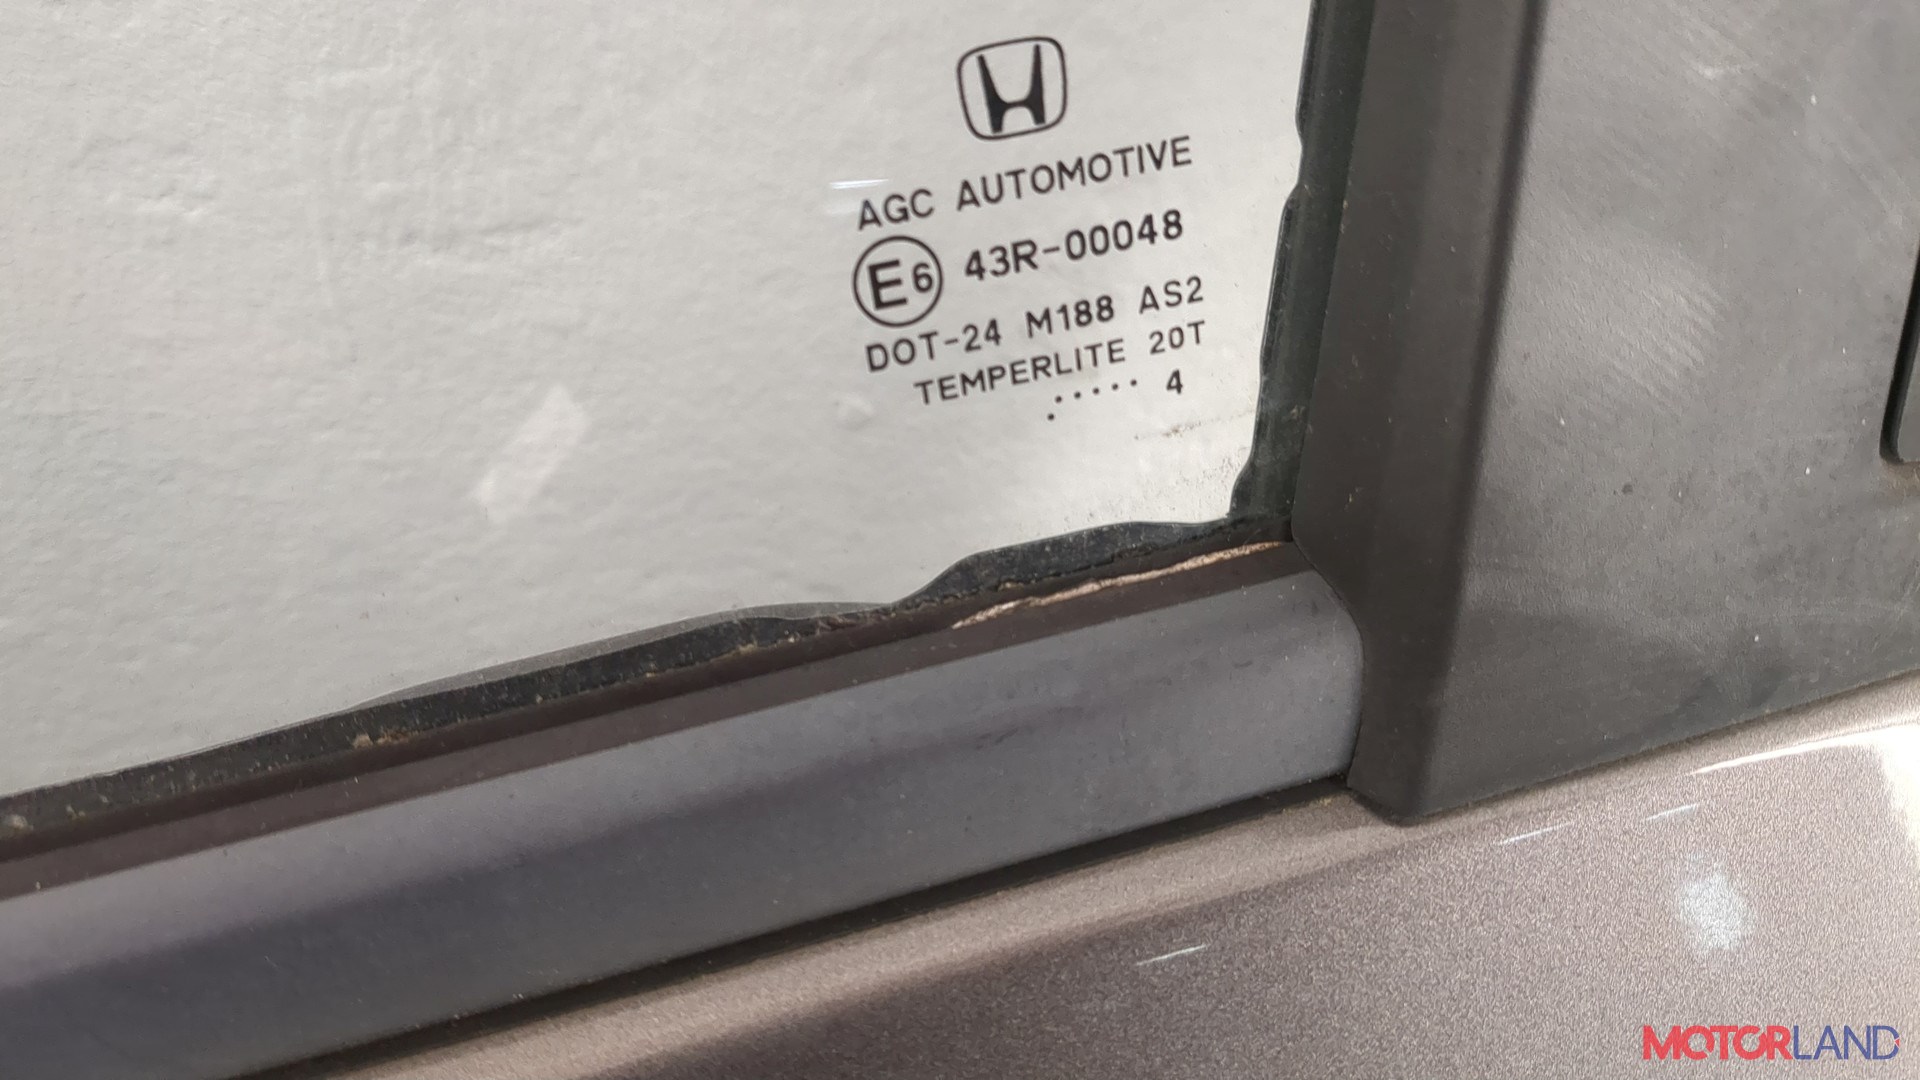 AGC AUTOMOTIVE
E6 43R-00048
DOT-24 M188 AS2
TEMPERLITE 20T
. ..... 4
MOTORLAND